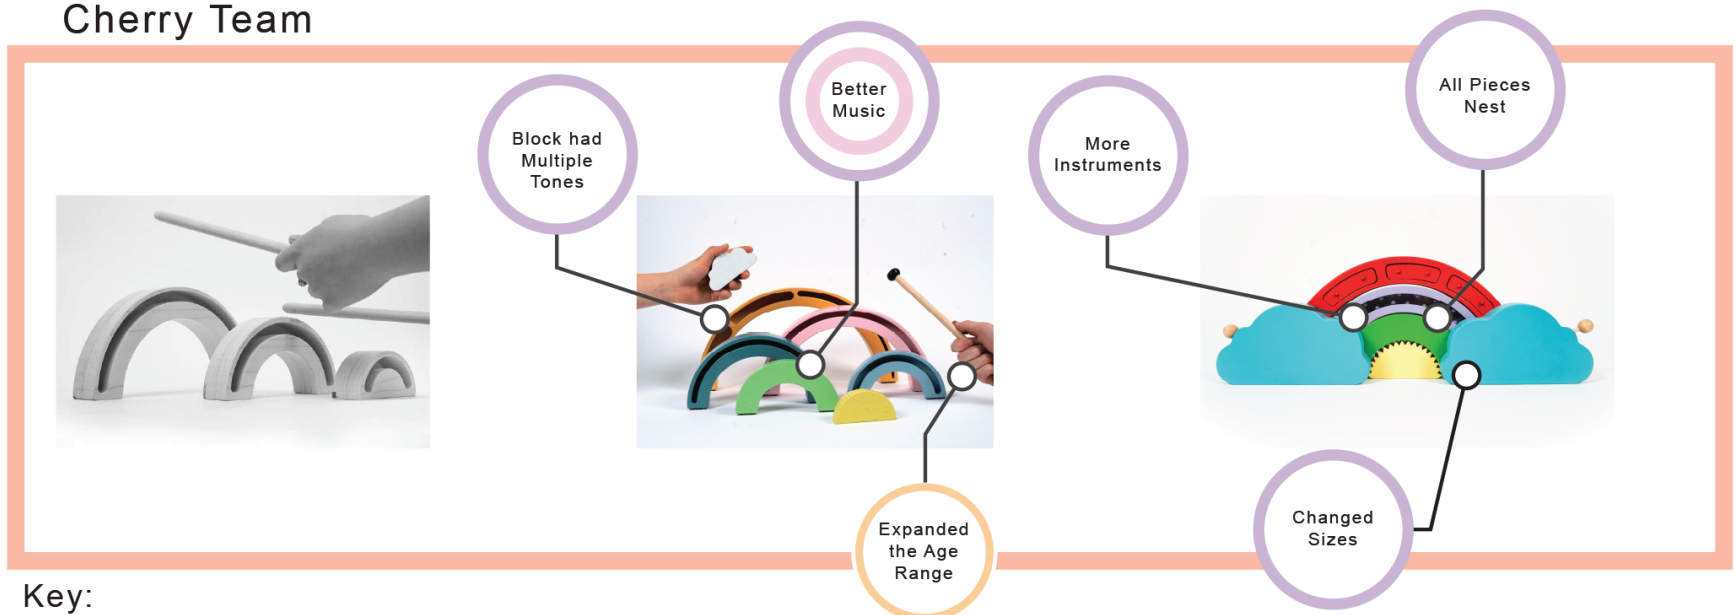 Cherry Team
Block had
Multiple
Tones
Better
Music
More
Instruments
All Pieces
Nest
Expanded
the Age
Range
Changed
Sizes
Key: